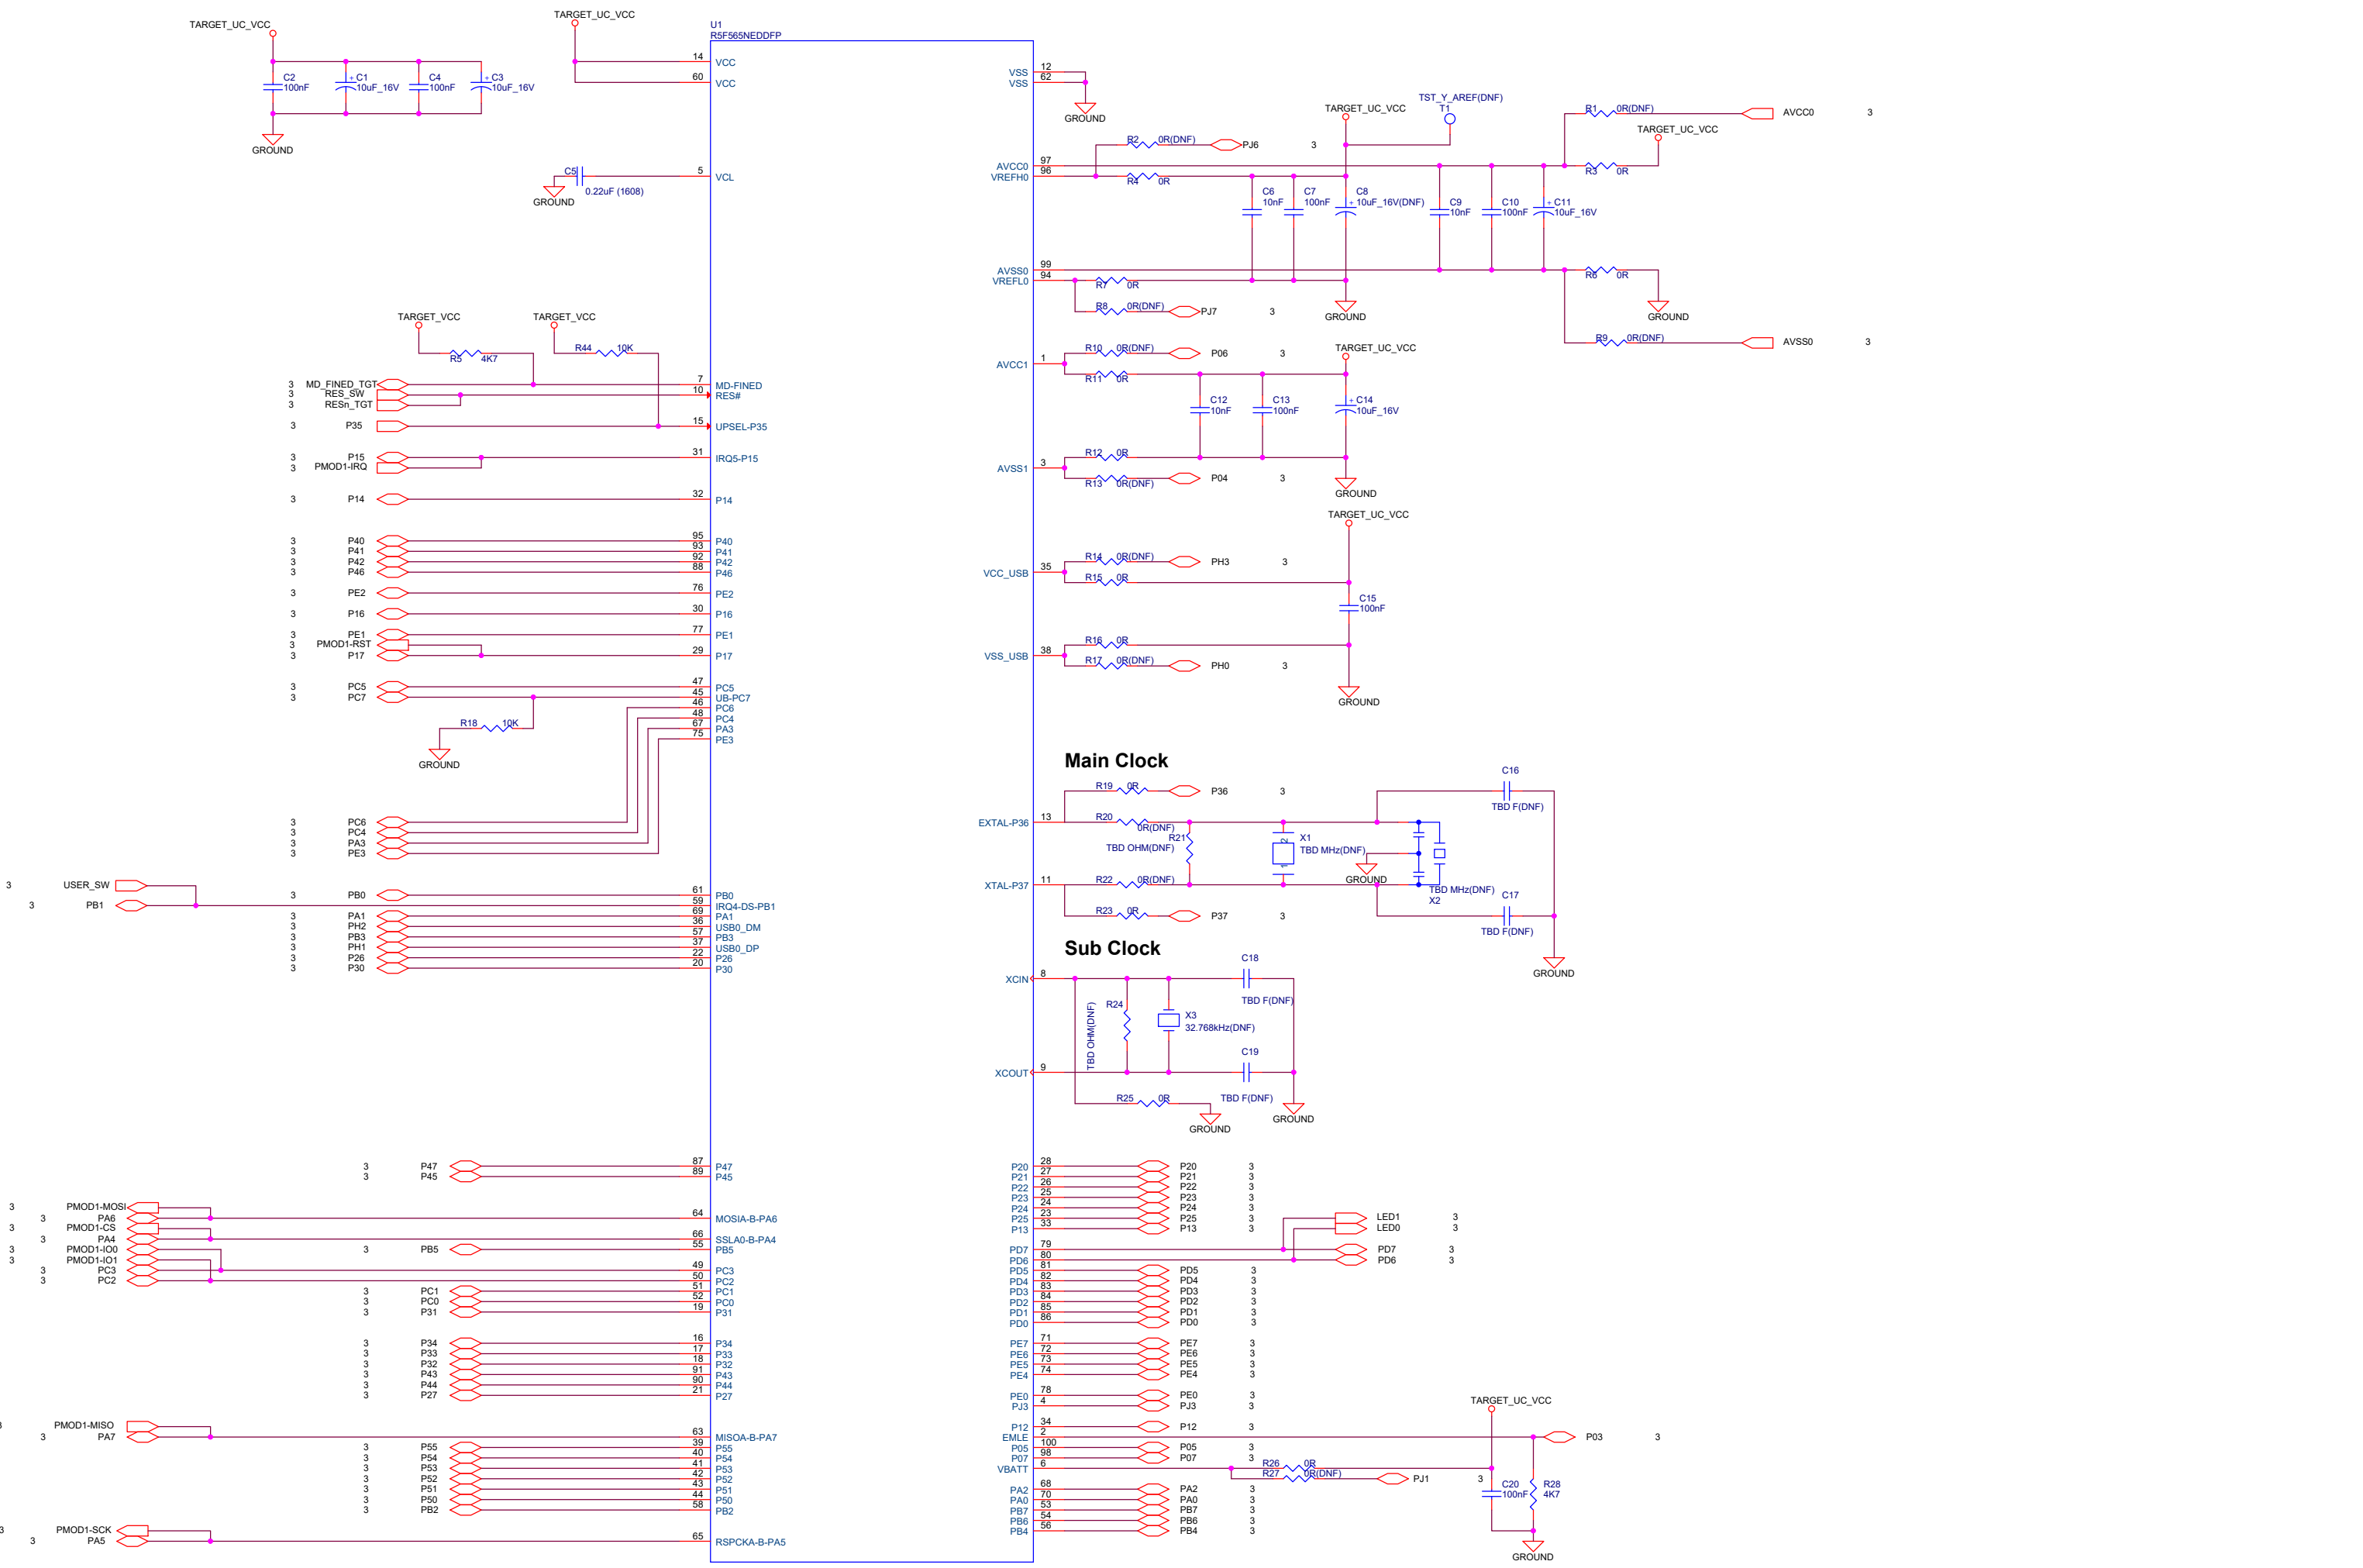 TARGET_UC_VCC
C2
100nF
C1
10uF_16V
C4
100nF
C3
10uF_16V
GROUND
TARGET_UC_VCC
U1
R5F565NEDDFP
14 VCC
60 VCC
C5
0.22uF (1608)
GROUND
5 VCL
TARGET_VCC
R5 4K7
TARGET_VCC
R44 10K
3 MD_FINED_TGT 7 MD-FINED
3 RES_SW 10 RES#
3 RESn_TGT
3 P35 15 UPSEL-P35
3 P15 31 IRQ5-P15
3 PMOD1-IRQ
3 P14 32 P14
3 P40 95 P40
3 P41 93 P41
3 P42 92 P42
3 P46 88 P46
3 PE2 76 PE2
3 P16 30 P16
3 PE1 77 PE1
3 PMOD1-RST
3 P17 29 P17
3 PC5 47 PC5
3 PC7 45 UB-PC7
46 PC6
48 PC4
67 PA3
75 PE3
R18 10K
GROUND
3 PC6
3 PC4
3 PA3
3 PE3
3 USER_SW
3 PB1
3 PB0 61 PB0
59 IRQ4-DS-PB1
3 PA1 69 PA1
3 PH2 36 USB0_DM
3 PB3 57 PB3
3 PH1 37 USB0_DP
3 P26 22 P26
3 P30 20 P30
3 P47 87 P47
3 P45 89 P45
3 PMOD1-MOSI
3 PA6 64 MOSIA-B-PA6
3 PMOD1-CS
3 PA4 66 SSLA0-B-PA4
3 PMOD1-IO0
3 PB5 55 PB5
3 PMOD1-IO1
3 PC3 49 PC3
3 PC2 50 PC2
3 PC1 51 PC1
3 PC0 52 PC0
3 P31 19 P31
3 P34 16 P34
3 P33 17 P33
3 P32 18 P32
3 P43 91 P43
3 P44 90 P44
3 P27 21 P27
3 PMOD1-MISO
3 PA7 63 MISOA-B-PA7
3 P55 39 P55
3 P54 40 P54
3 P53 41 P53
3 P52 42 P52
3 P51 43 P51
3 P50 44 P50
3 PB2 58 PB2
3 PMOD1-SCK
3 PA5 65 RSPCKA-B-PA5
VSS 12
VSS 62
GROUND
R2 0R(DNF) PJ6 3
AVCC0 97
VREFH0 96
R4 0R
TARGET_UC_VCC
TST_Y_AREF(DNF)
T1
R1 0R(DNF) AVCC0 3
TARGET_UC_VCC
R3 0R
C6
10nF
C7
100nF
C8
10uF_16V(DNF)
C9
10nF
C10
100nF
C11
10uF_16V
AVSS0 99
VREFL0 94
R7 0R
R6 0R
R8 0R(DNF) PJ7 3
GROUND
GROUND
R9 0R(DNF) AVSS0 3
AVCC1 1
R10 0R(DNF) P06 3
R11 0R
TARGET_UC_VCC
C12
10nF
C13
100nF
C14
10uF_16V
AVSS1 3
R12 0R
R13 0R(DNF) P04 3
GROUND
TARGET_UC_VCC
VCC_USB 35
R14 0R(DNF) PH3 3
R15 0R
C15
100nF
VSS_USB 38
R16 0R
R17 0R(DNF) PH0 3
GROUND
Main Clock
R19 0R P36 3
EXTAL-P36 13
R20 0R(DNF)
R21
TBD OHM(DNF)
X1
TBD MHz(DNF)
2
1
C16
TBD F(DNF)
GROUND
XTAL-P37 11
R22 0R(DNF)
TBD MHz(DNF)
X2
R23 0R P37 3
C17
TBD F(DNF)
GROUND
Sub Clock
XCIN 8
C18
TBD F(DNF)
R24
TBD OHM(DNF)
X3
32.768kHz(DNF)
XCOUT 9
C19
TBD F(DNF)
R25 0R
GROUND
GROUND
P20 28 P20 3
P21 27 P21 3
P22 26 P22 3
P23 25 P23 3
P24 24 P24 3
P25 23 P25 3
P13 33 P13 3
LED1 3
LED0 3
PD7 79 PD7 3
PD6 80 PD6 3
PD5 81 PD5 3
PD4 82 PD4 3
PD3 83 PD3 3
PD2 84 PD2 3
PD1 85 PD1 3
PD0 86 PD0 3
PE7 71 PE7 3
PE6 72 PE6 3
PE5 73 PE5 3
PE4 74 PE4 3
PE0 78 PE0 3
PJ3 4 PJ3 3
P12 34 P12 3
EMLE 2 P03 3
P05 100 P05 3
P07 98 P07 3
VBATT 6
R26 0R
R27 0R(DNF) PJ1 3
TARGET_UC_VCC
C20
100nF
R28
4K7
GROUND
PA2 68 PA2 3
PA0 70 PA0 3
PB7 53 PB7 3
PB6 54 PB6 3
PB4 56 PB4 3